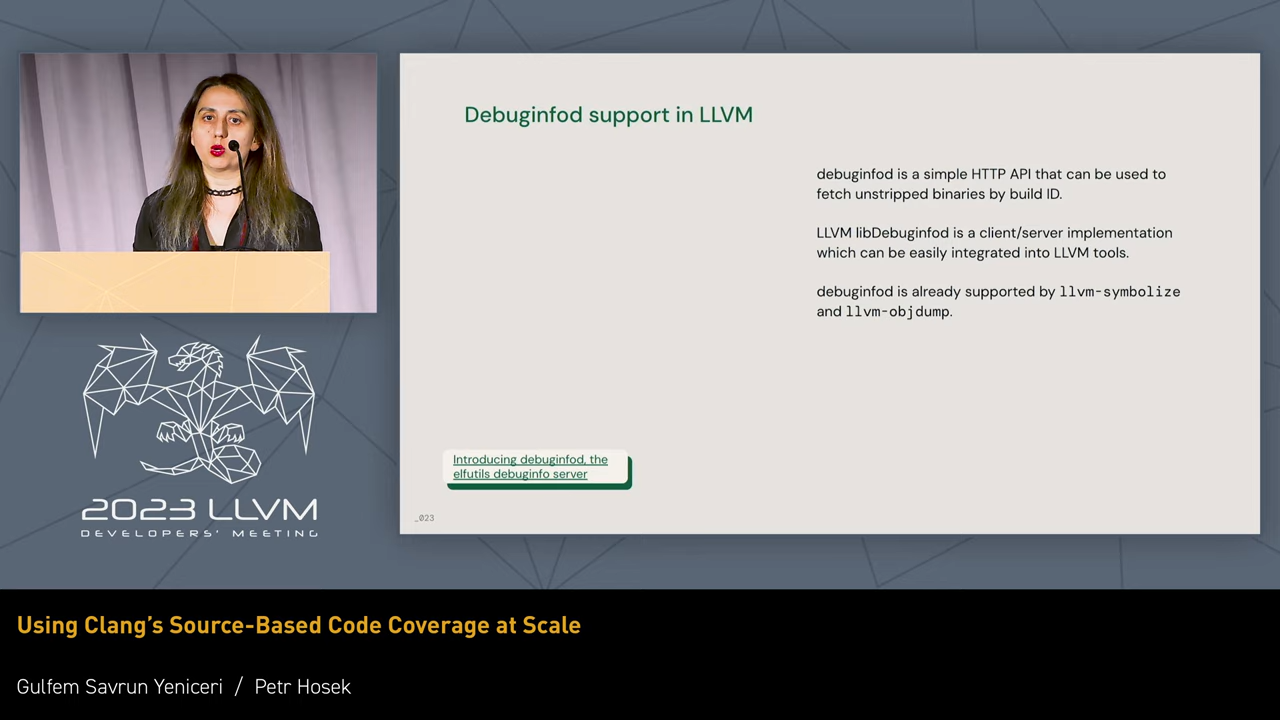 Debuginfod support in LLVM
debuginfod is a simple HTTP API that can be used to
fetch unstripped binaries by build ID.
LLVM libDebuginfod is a client/server implementation
which can be easily integrated into LLVM tools.
debuginfod is already supported by llvm-symbolize
and llvm-objdump.
Introducing debuginfod, the
elfutils debuginfo server
_023
2023 LLVM
DEVELOPERS' MEETING
Using Clang’s Source-Based Code Coverage at Scale
Gulfem Savrun Yeniceri / Petr Hosek